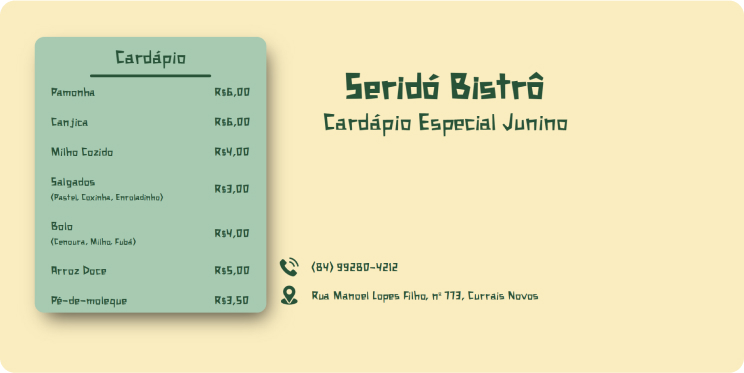 Cardápio
Pamonha R$6,00
Canjica R$6,00
Milho Cozido R$4,00
Salgados
(Pastel, Coxinha, Enroladinho) R$3,00
Bolo
(Cenoura, Milho, Fubá) R$4,00
Arroz Doce R$5,00
Pé-de-moleque R$3,50
Seridó Bistrô
Cardápio Especial Junino
(84) 99280-4212
Rua Manoel Lopes Filho, nº 773, Currais Novos